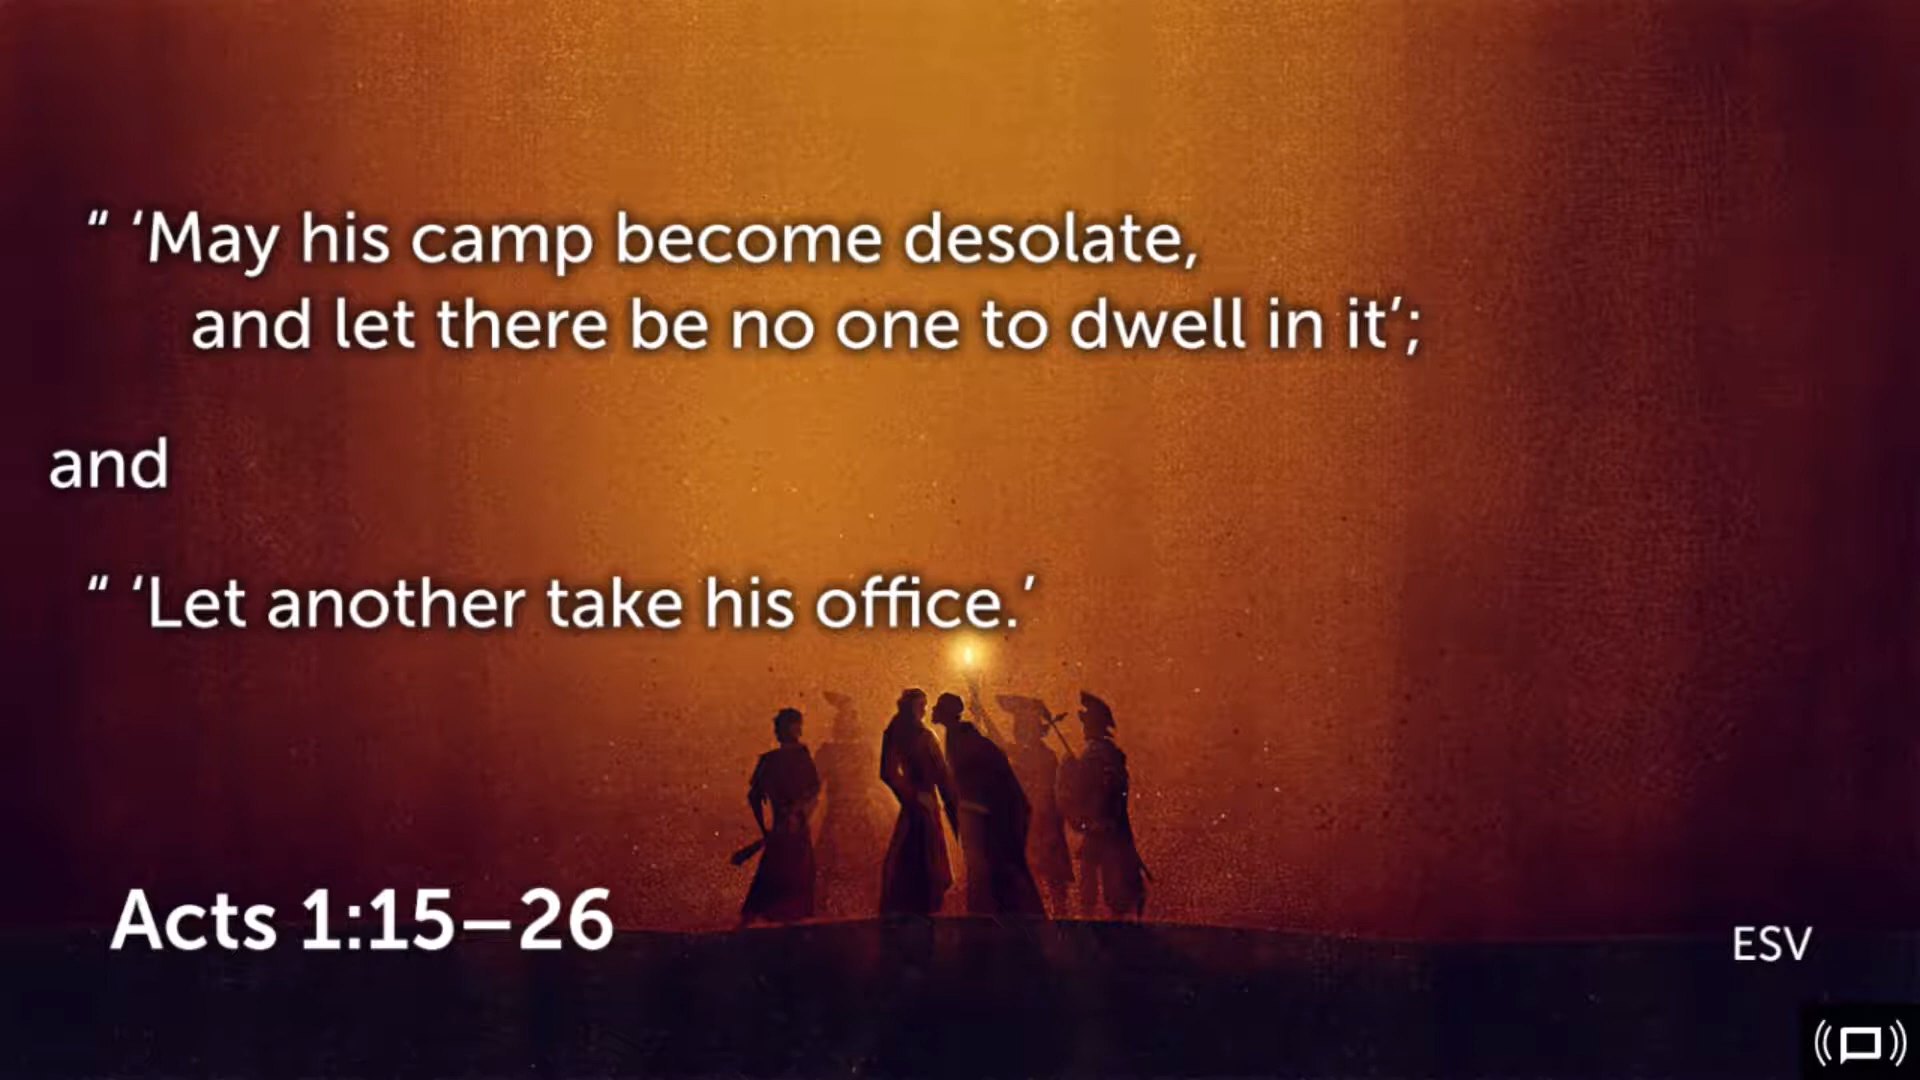 “ ‘May his camp become desolate,
and let there be no one to dwell in it’;
and
“ ‘Let another take his office.’
Acts 1:15–26
ESV